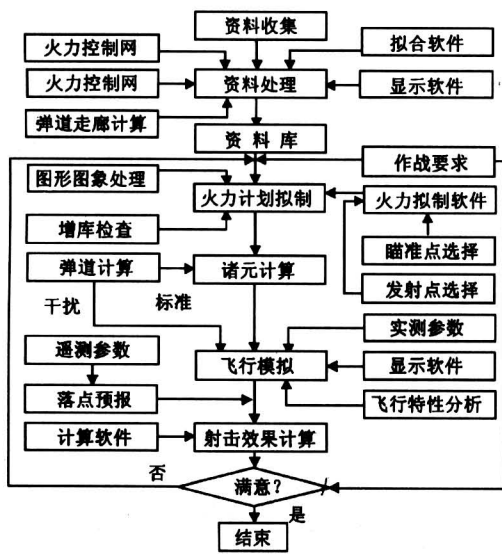 资料收集
火力控制网
拟合软件
火力控制网
资料处理
显示软件
弹道走廊计算
资 料 库
作战要求
图形图象处理
火力计划拟制
火力拟制软件
增库检查
瞄准点选择
弹道计算
诸元计算
发射点选择
干扰
标准
实测参数
遥测参数
飞行模拟
显示软件
落点预报
飞行特性分析
计算软件
射击效果计算
否
满意?
是
结束